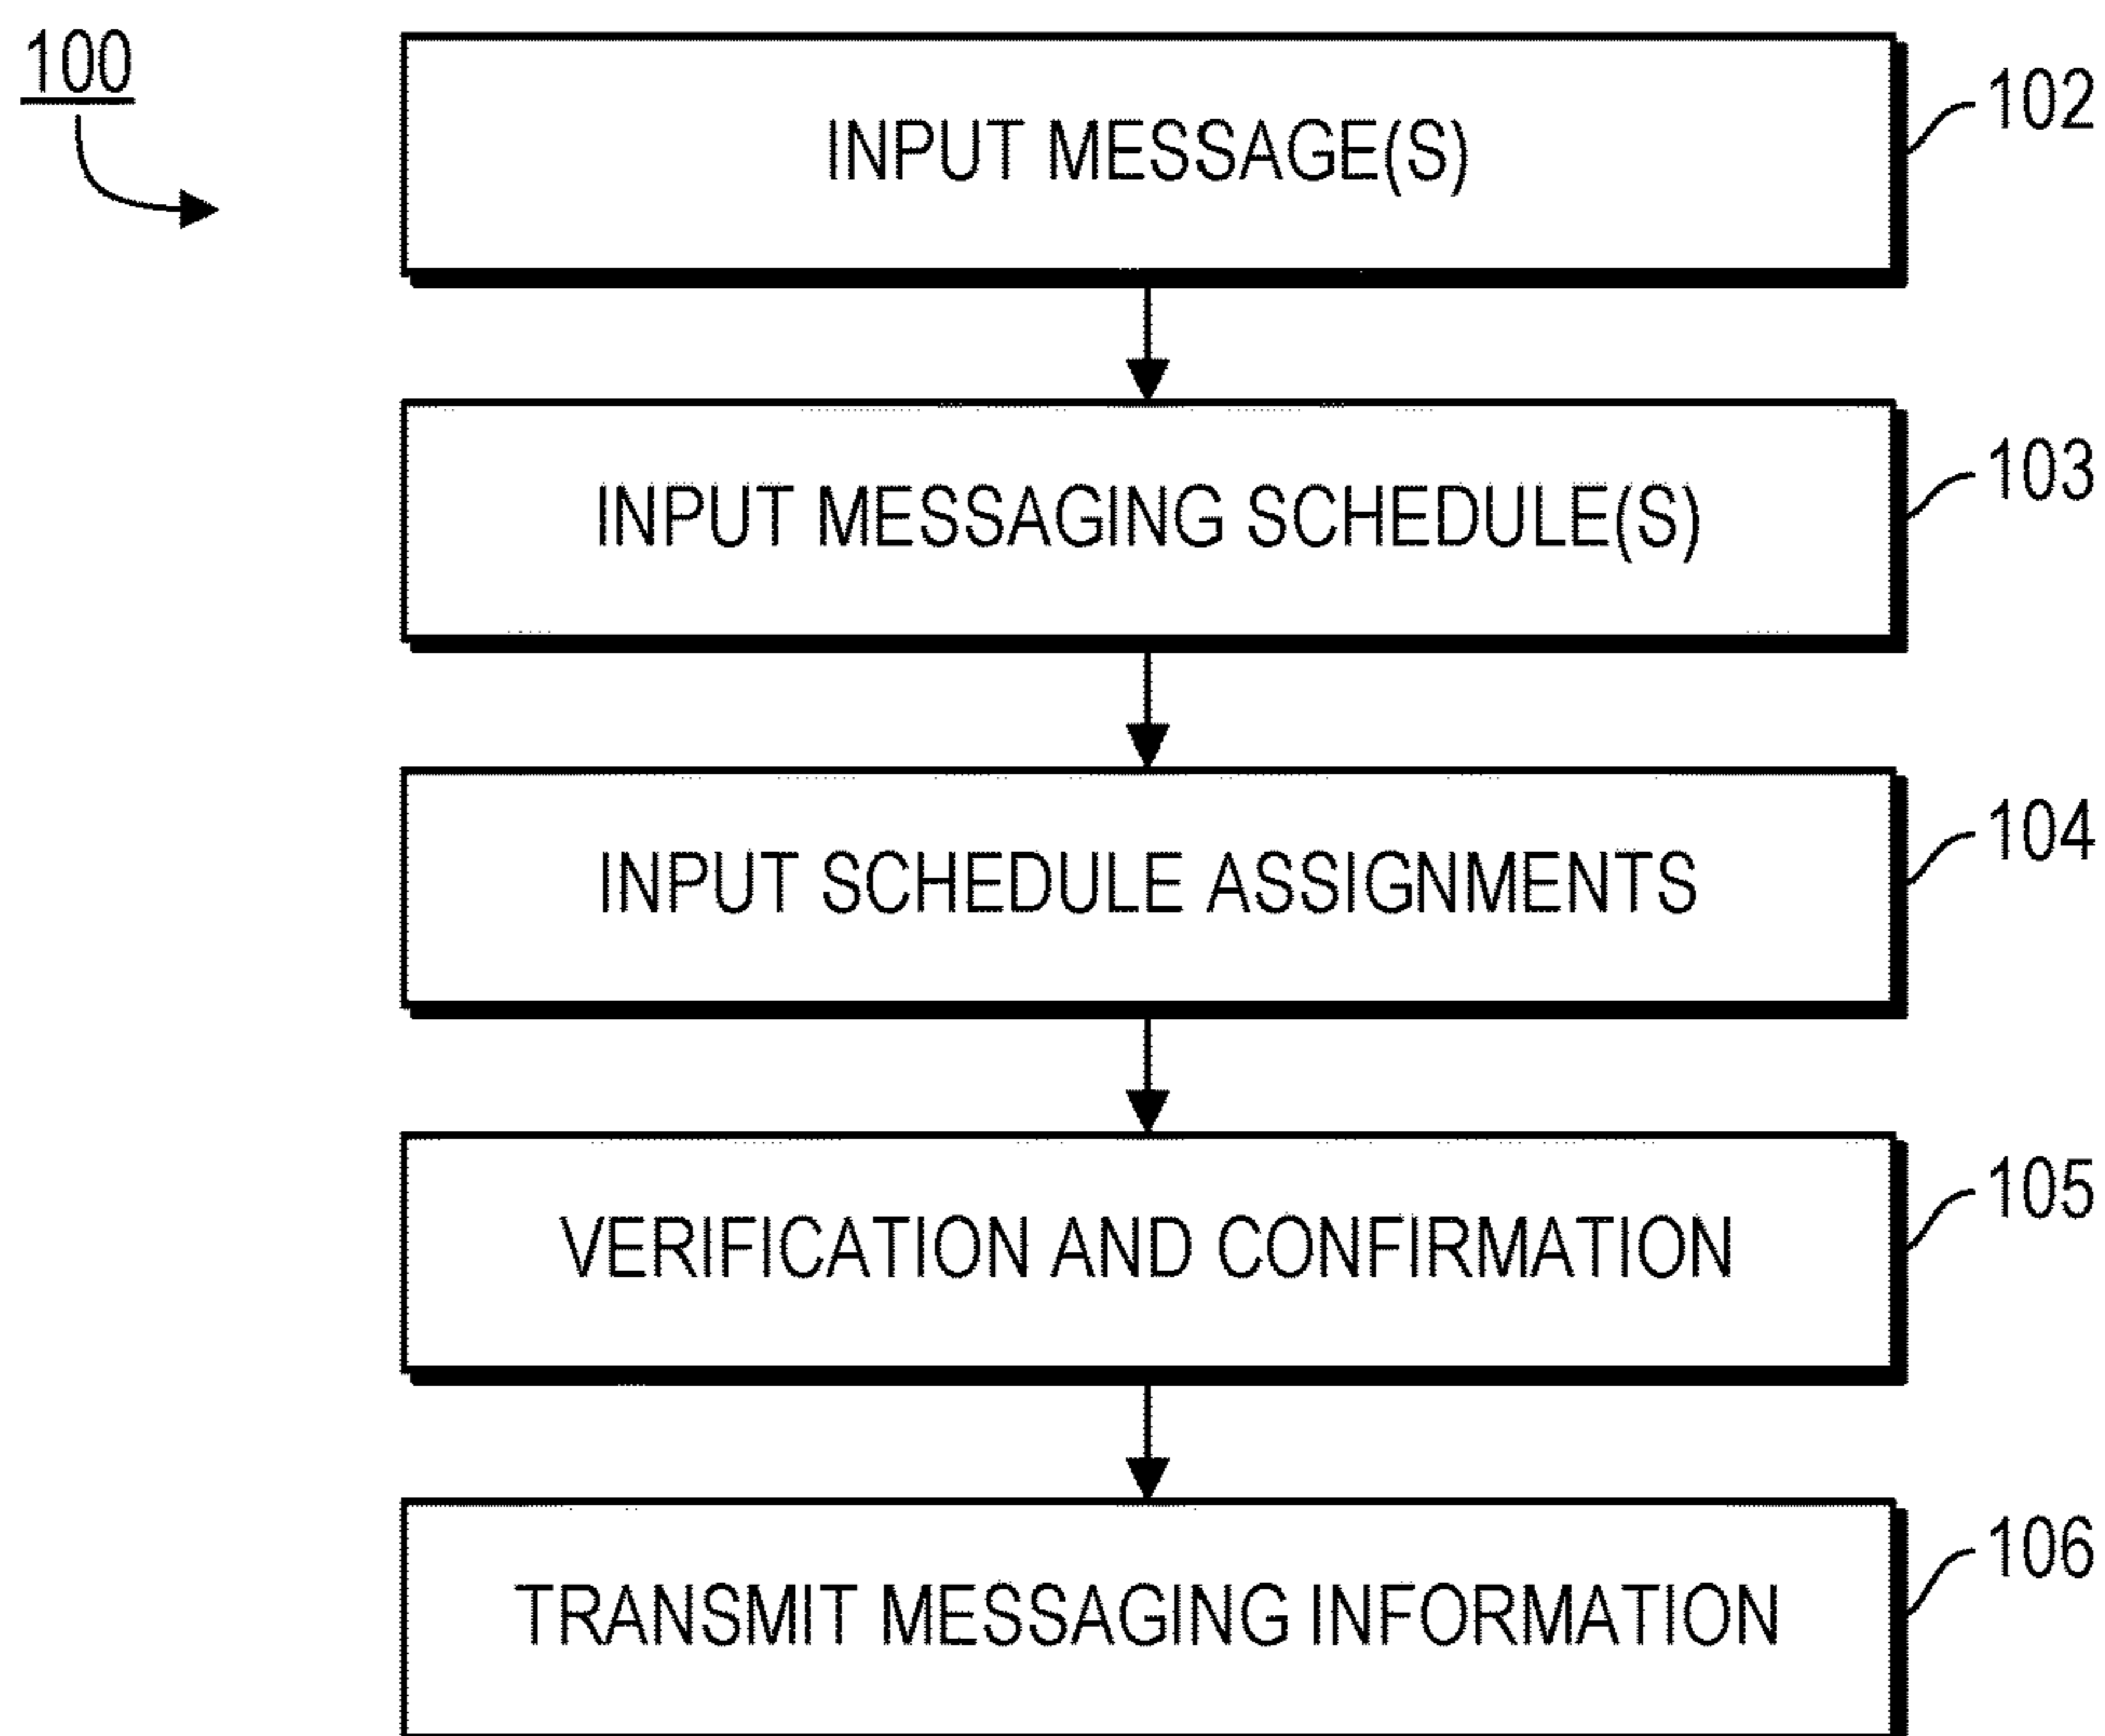 100
INPUT MESSAGE(S)
102
INPUT MESSAGING SCHEDULE(S)
103
INPUT SCHEDULE ASSIGNMENTS
104
VERIFICATION AND CONFIRMATION
105
TRANSMIT MESSAGING INFORMATION
106